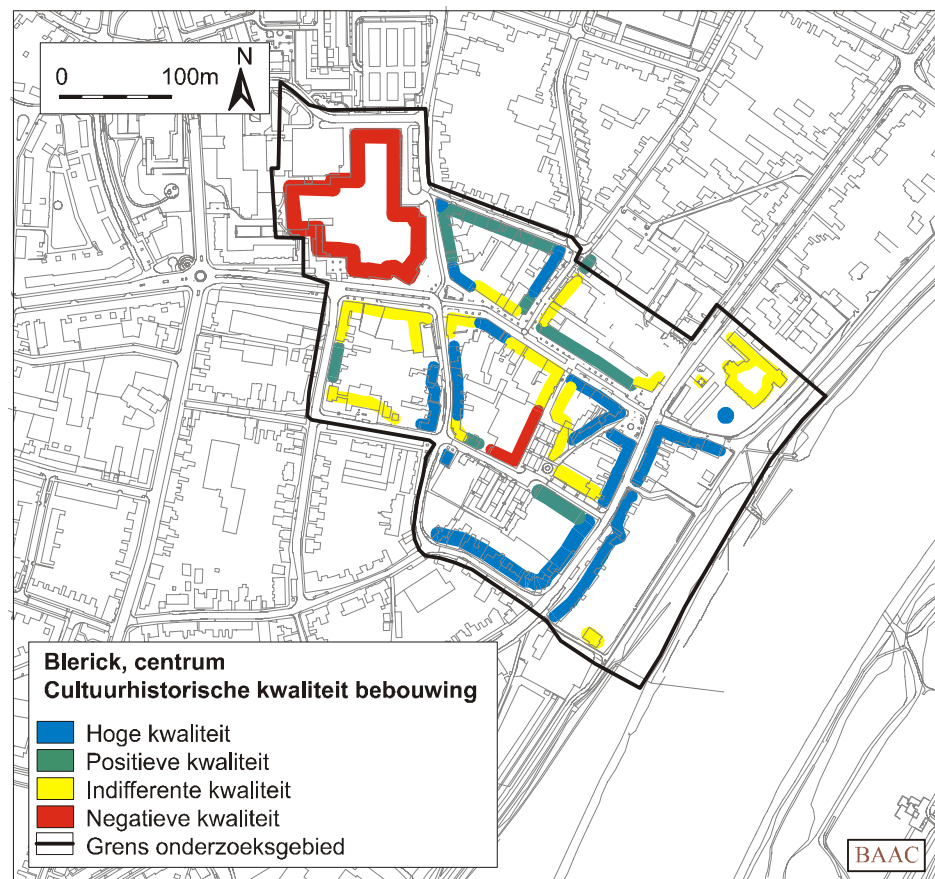 N
0 100m
Blerick, centrum
Cultuurhistorische kwaliteit bebouwing
Hoge kwaliteit
Positieve kwaliteit
Indifferente kwaliteit
Negatieve kwaliteit
Grens onderzoeksgebied
BAAC